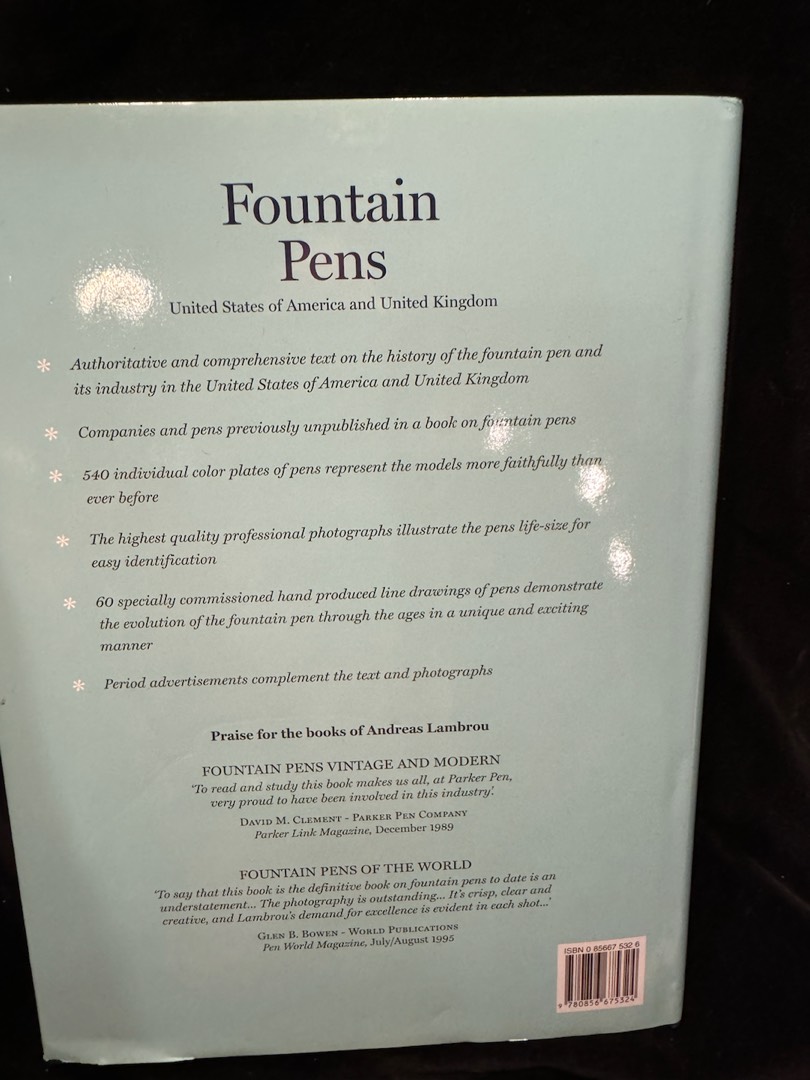 Fountain
Pens
United States of America and United Kingdom
* Authoritative and comprehensive text on the history of the fountain pen and
its industry in the United States of America and United Kingdom
* Companies and pens previously unpublished in a book on fountain pens
* 540 individual color plates of pens represent the models more faithfully than
ever before
* The highest quality professional photographs illustrate the pens life-size for
easy identification
* 60 specially commissioned hand produced line drawings of pens demonstrate
the evolution of the fountain pen through the ages in a unique and exciting
manner
* Period advertisements complement the text and photographs
Praise for the books of Andreas Lambrou
FOUNTAIN PENS VINTAGE AND MODERN
'To read and study this book makes us all, at Parker Pen,
very proud to have been involved in this industry'.
DAVID M. CLEMENT - PARKER PEN COMPANY
Parker Link Magazine, December 1989
FOUNTAIN PENS OF THE WORLD
'To say that this book is the definitive book on fountain pens to date is an
understatement... The photography is outstanding... It's crisp, clear and
creative, and Lambrou's demand for excellence is evident in each shot...'
GLEN B. BOWEN - WORLD PUBLICATIONS
Pen World Magazine, July/August 1995
ISBN 0 85667 532 6
9 780856 675324